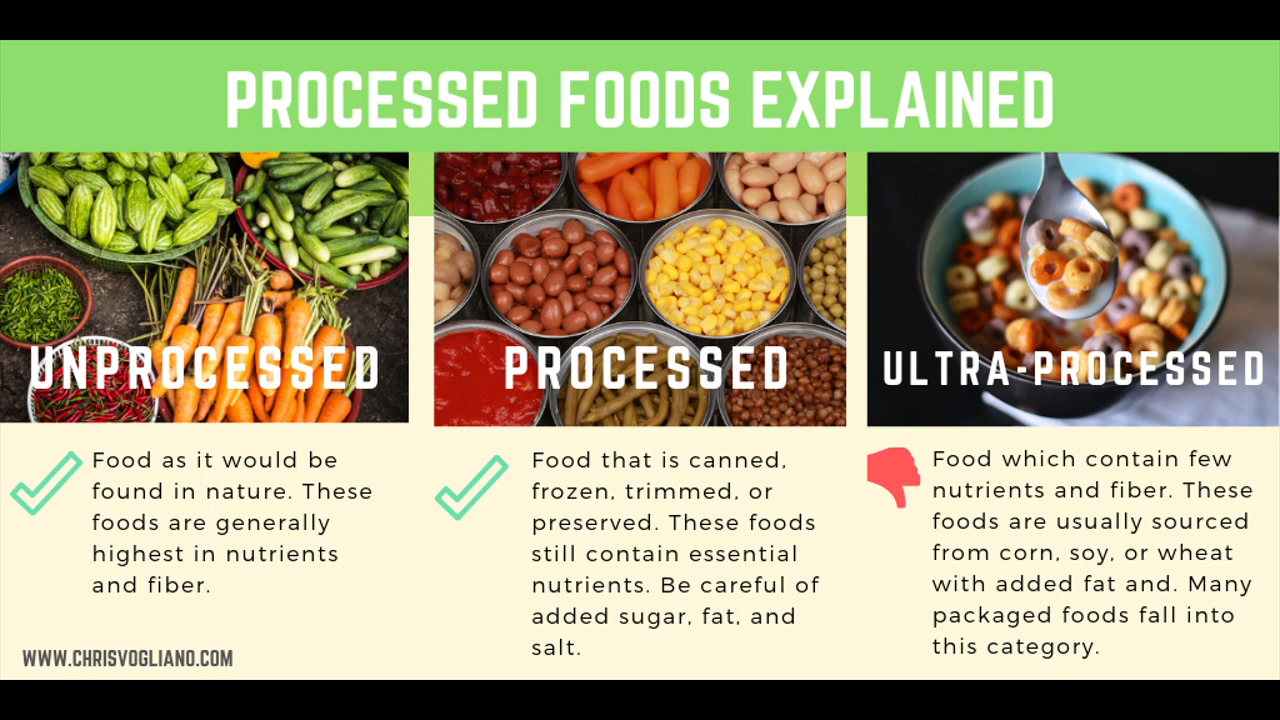 PROCESSED FOODS EXPLAINED
UNPROCESSED
Food as it would be
found in nature. These
foods are generally
highest in nutrients
and fiber.
PROCESSED
Food that is canned,
frozen, trimmed, or
preserved. These foods
still contain essential
nutrients. Be careful of
added sugar, fat, and
salt.
ULTRA-PROCESSED
Food which contain few
nutrients and fiber. These
foods are usually sourced
from corn, soy, or wheat
with added fat and. Many
packaged foods fall into
this category.
WWW.CHRISVOGLIANO.COM